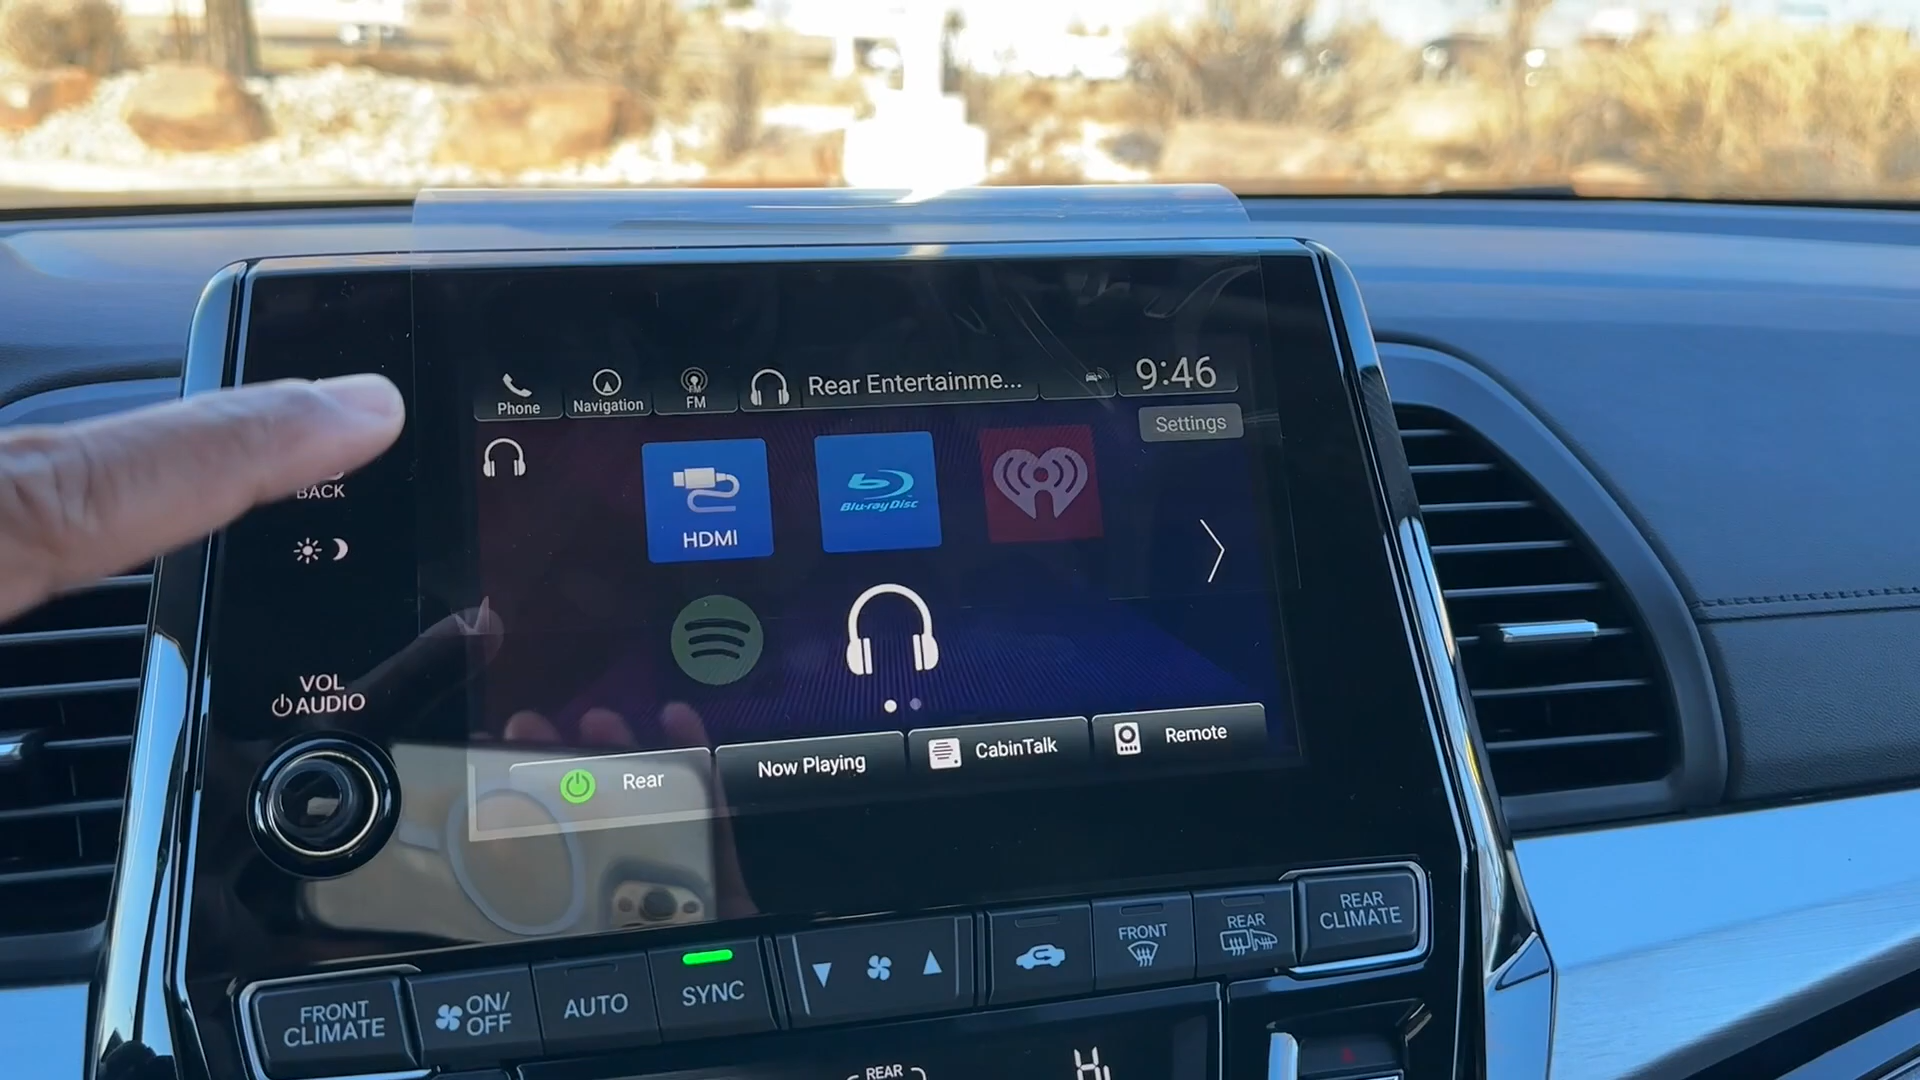 Phone
Navigation
FM
Rear Entertainme...
9:46
Settings
BACK
HDMI
Blu-ray Disc
VOL
AUDIO
Rear
Now Playing
CabinTalk
Remote
FRONT
CLIMATE
ON/
OFF
AUTO
SYNC
FRONT
REAR
REAR
CLIMATE
REAR